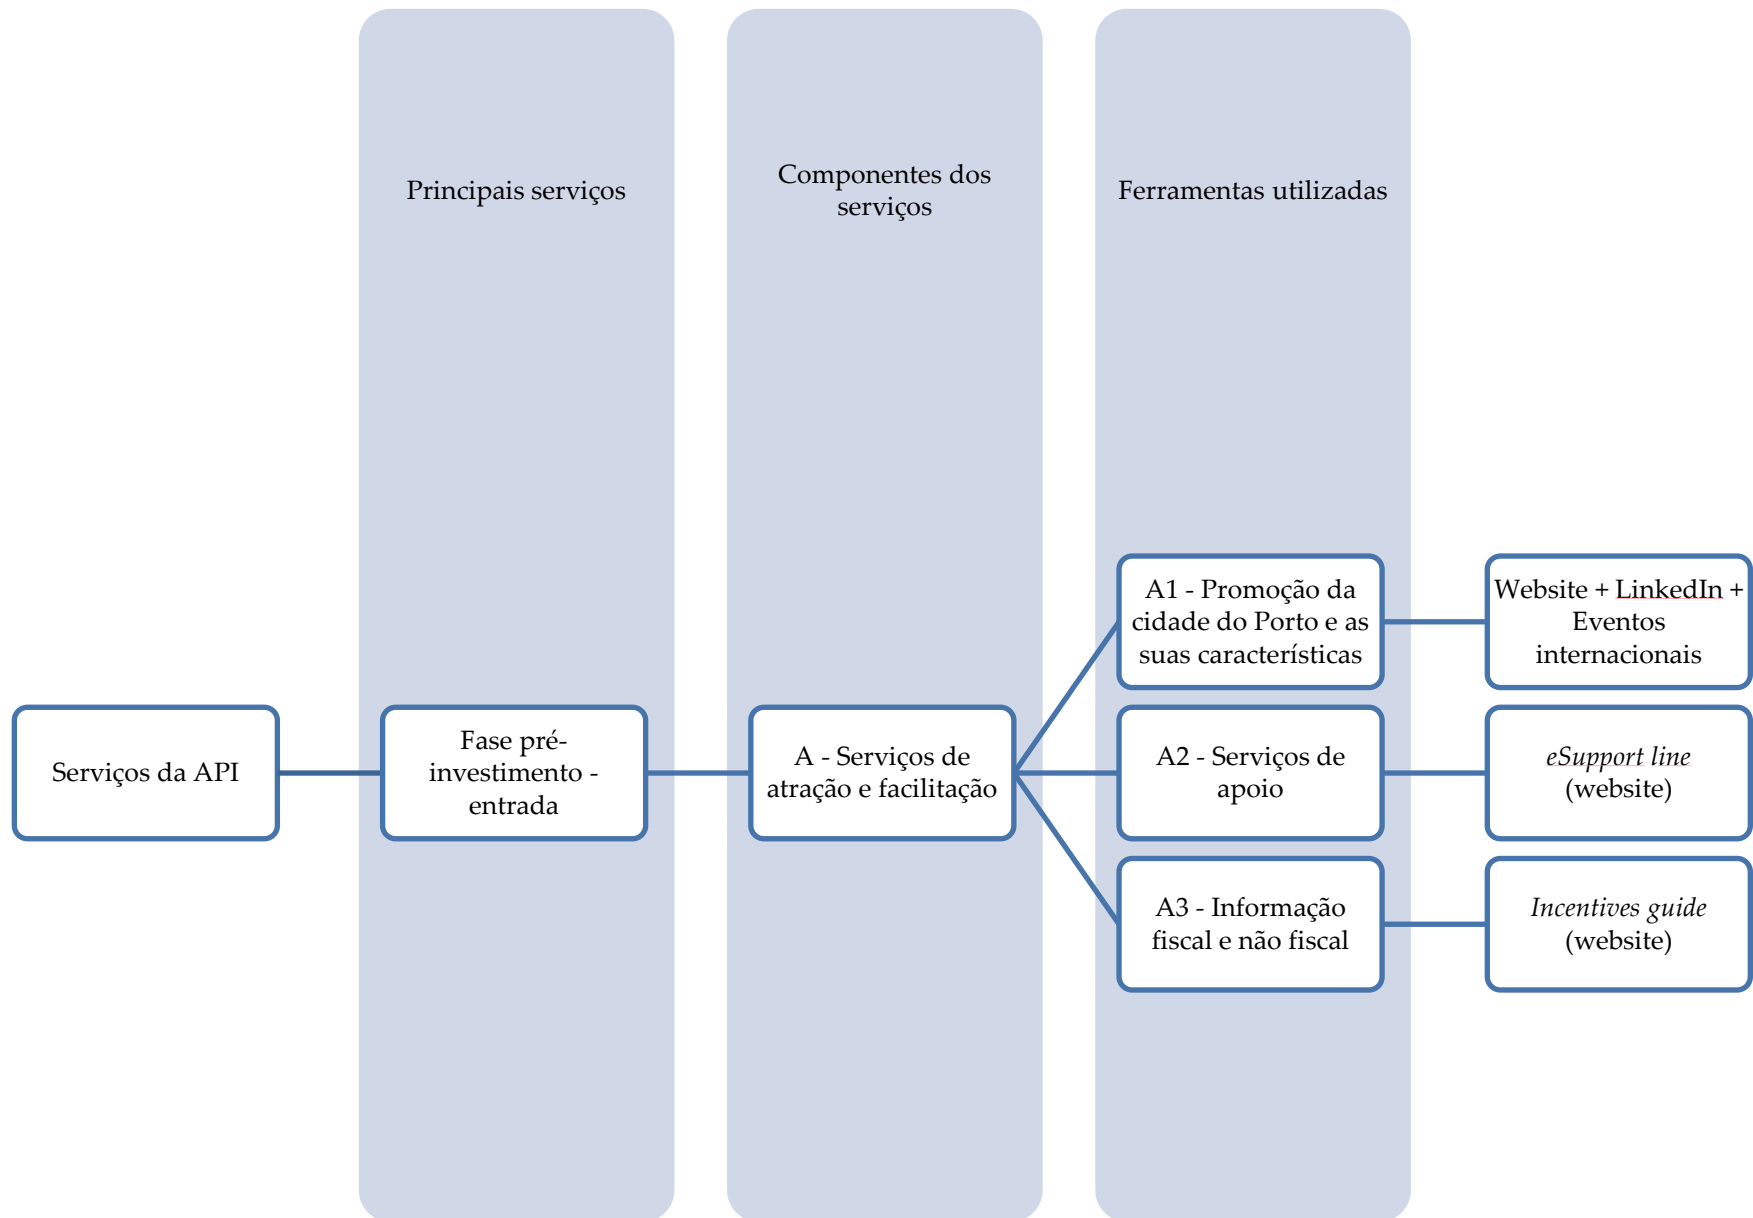 Principais serviços
Componentes dos
serviços
Ferramentas utilizadas
Serviços da API
Fase pré-
investimento -
entrada
A - Serviços de
atração e facilitação
A1 - Promoção da
cidade do Porto e as
suas características
Website + LinkedIn +
Eventos
internacionais
A2 - Serviços de
apoio
eSupport line
(website)
A3 - Informação
fiscal e não fiscal
Incentives guide
(website)